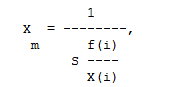 1
X = --------,
m f(i)
S ----
X(i)